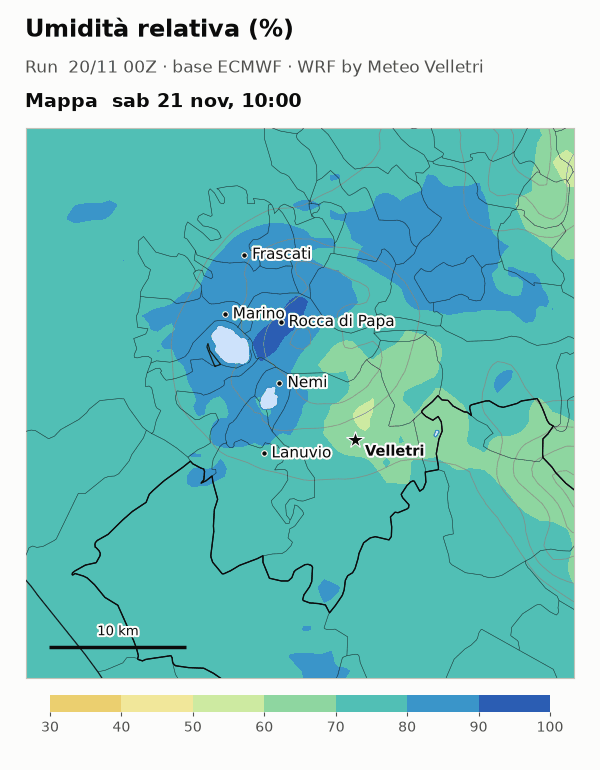 Umidità relativa (%)
Run  20/11 00Z · base ECMWF · WRF by Meteo Velletri
Mappa  sab 21 nov, 10:00
Frascati
Marino
Rocca di Papa
Nemi
Velletri
Lanuvio
10 km
30 40 50 60 70 80 90 100